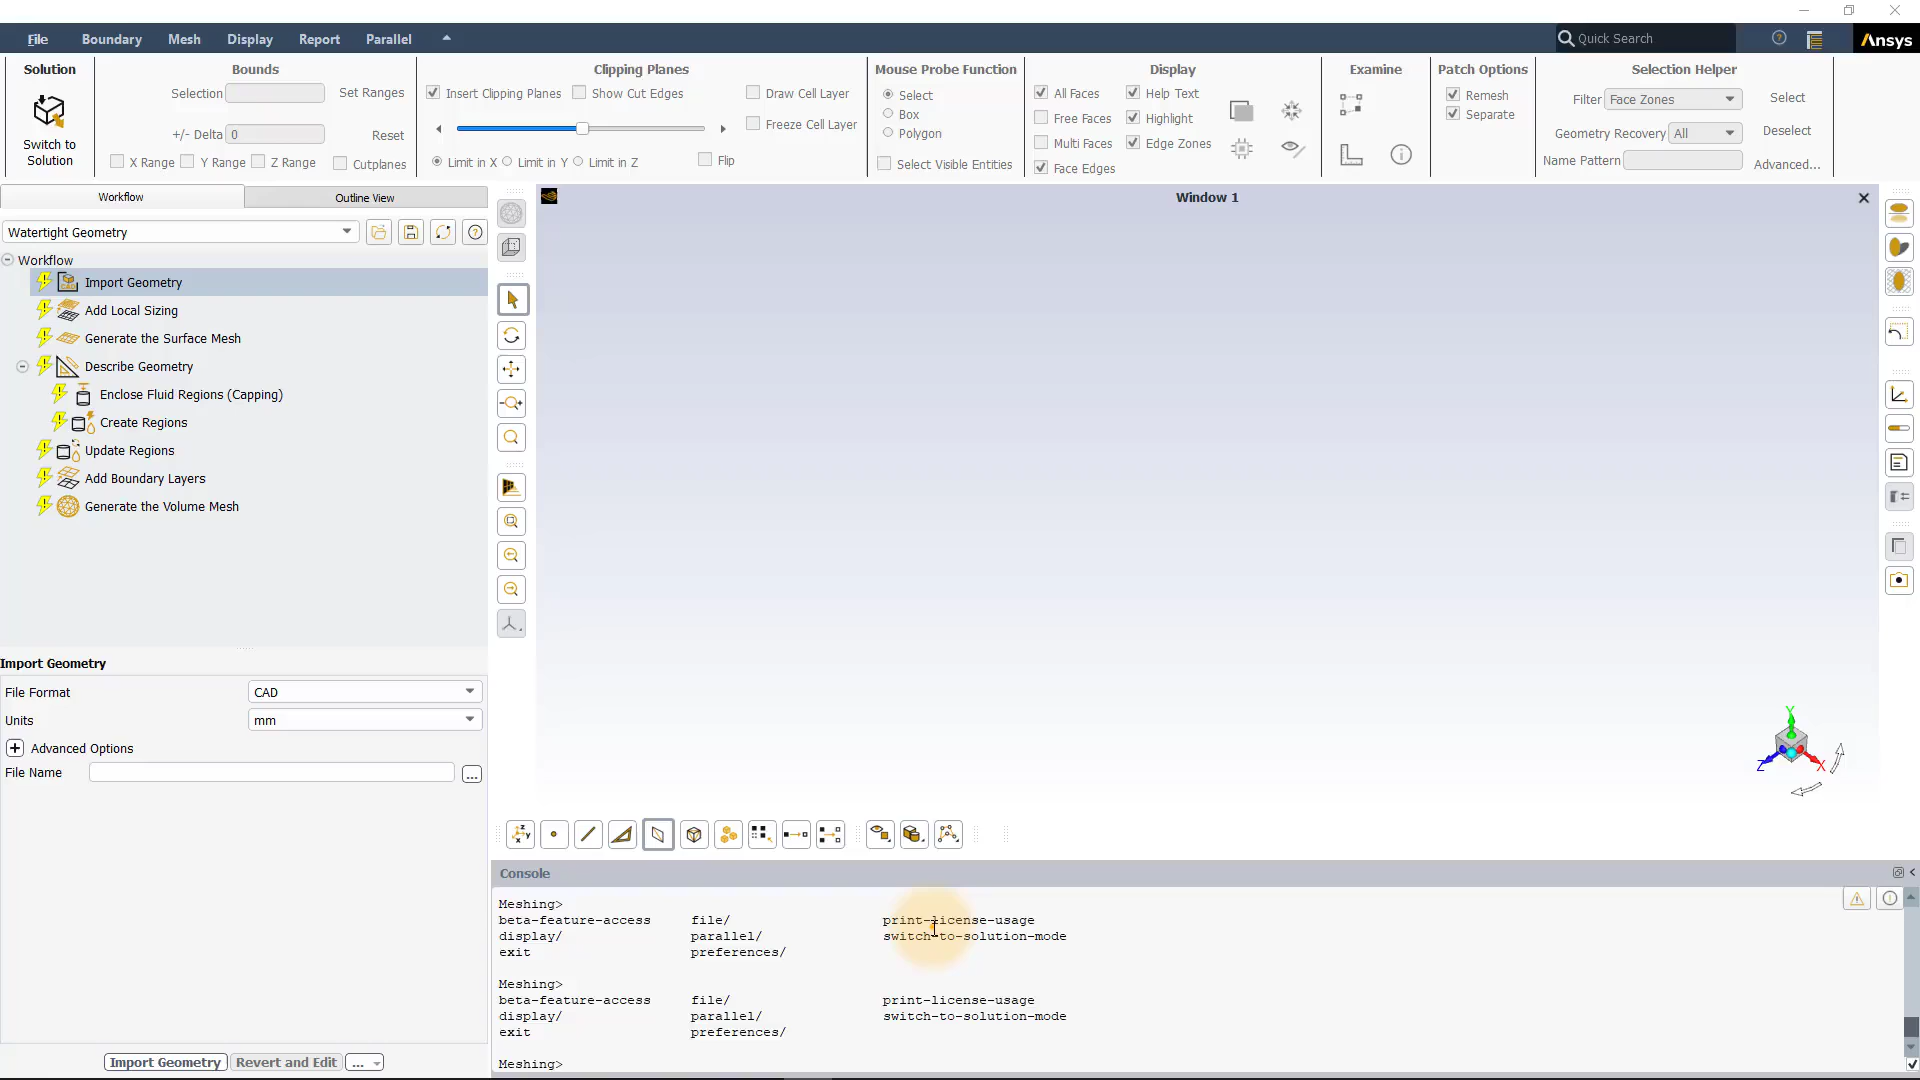 File Boundary Mesh Display Report Parallel Quick Search Ansys
Solution
Switch to
Solution
Bounds
Selection Set Ranges
+/- Delta 0 Reset
X Range Y Range Z Range Cutplanes
Clipping Planes
Insert Clipping Planes Show Cut Edges Draw Cell Layer
Freeze Cell Layer
Limit in X Limit in Y Limit in Z Flip
Mouse Probe Function
Select
Box
Polygon
Select Visible Entities
Display
All Faces Help Text
Free Faces Highlight
Multi Faces Edge Zones
Face Edges
Examine
Patch Options
Remesh
Separate
Selection Helper
Filter Face Zones Select
Geometry Recovery All Deselect
Name Pattern Advanced...
Workflow Outline View
Watertight Geometry
Workflow
Import Geometry
Add Local Sizing
Generate the Surface Mesh
Describe Geometry
Enclose Fluid Regions (Capping)
Create Regions
Update Regions
Add Boundary Layers
Generate the Volume Mesh
Import Geometry
File Format CAD
Units mm
Advanced Options
File Name ...
Import Geometry Revert and Edit ...
Window 1
Y
Z X
Console
Meshing>
beta-feature-access file/ print-license-usage
display/ parallel/ switch-to-solution-mode
exit preferences/
Meshing>
beta-feature-access file/ print-license-usage
display/ parallel/ switch-to-solution-mode
exit preferences/
Meshing>